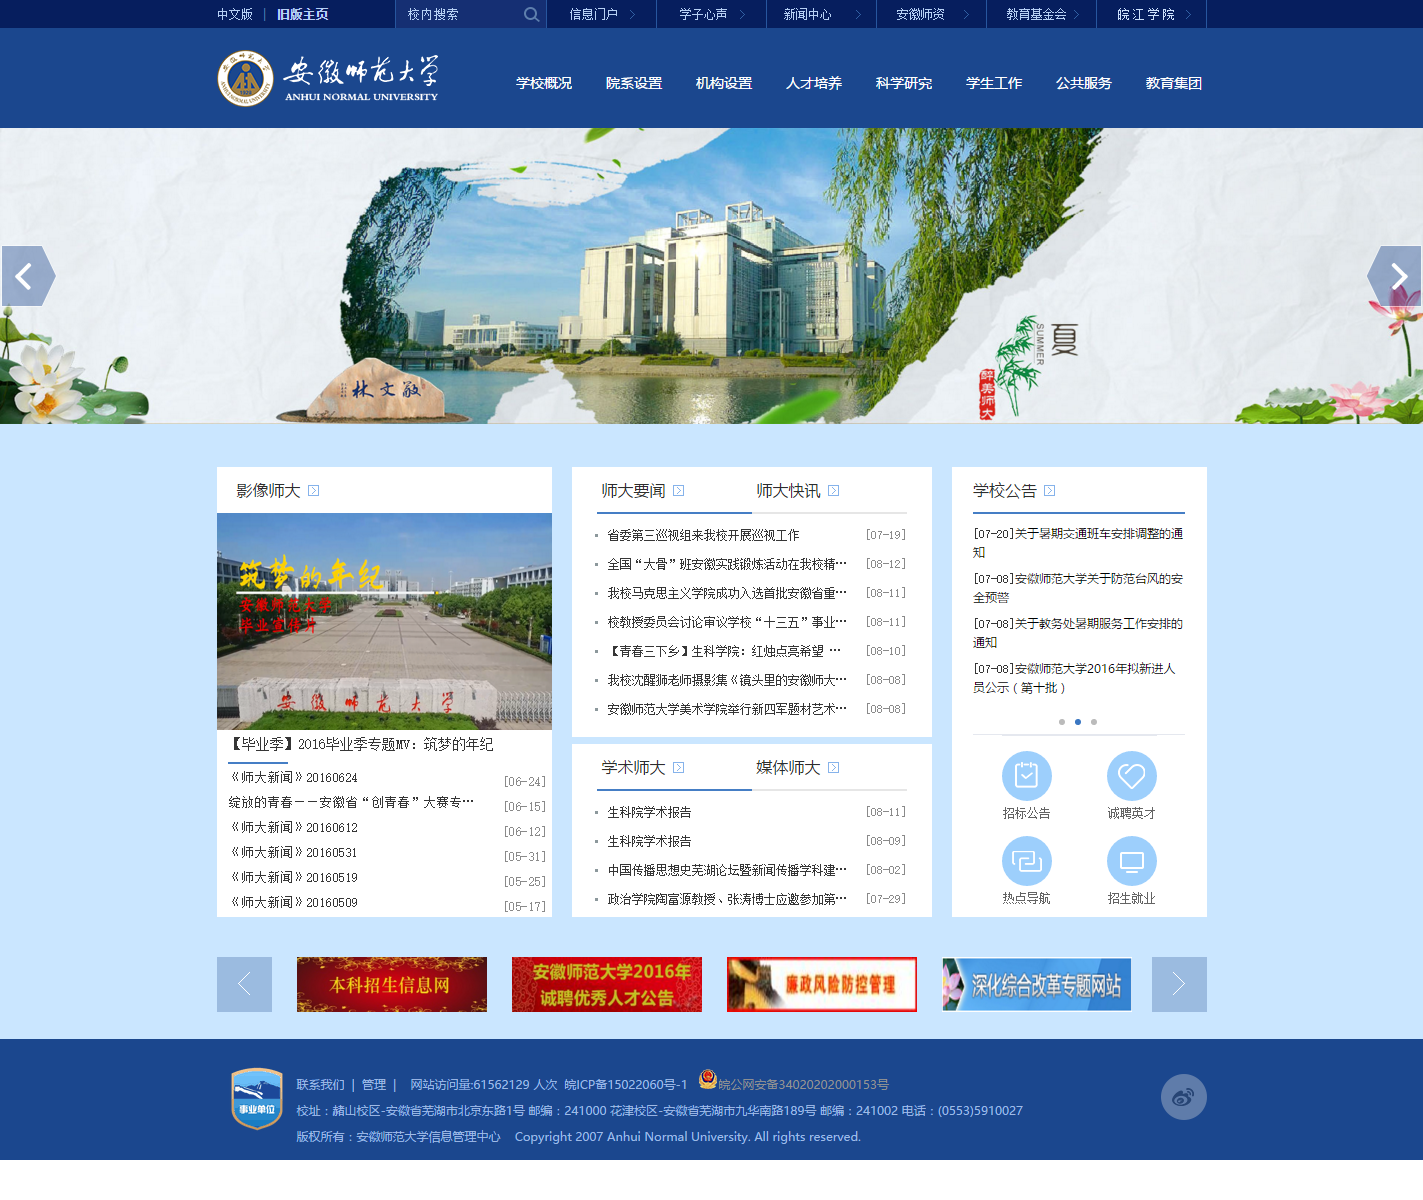 中文版 | 旧版主页 校内搜索 信息门户 学子心声 新闻中心 安徽师资 教育基金会 皖江学院
安徽师范大学
ANHUI NORMAL UNIVERSITY
学校概况 院系设置 机构设置 人才培养 科学研究 学生工作 公共服务 教育集团
夏
SUMMER
醉美师大
林文敬
影像师大
筑梦的年纪
安徽师范大学
毕业宣传片
安徽师范大学
【毕业季】2016毕业季专题MV：筑梦的年纪
《师大新闻》20160624 [06-24]
绽放的青春－－安徽省“创青春”大赛专… [06-15]
《师大新闻》20160612 [06-12]
《师大新闻》20160531 [05-31]
《师大新闻》20160519 [05-25]
《师大新闻》20160509 [05-17]
师大要闻 师大快讯
省委第三巡视组来我校开展巡视工作 [07-19]
全国“大骨”班安徽实践锻炼活动在我校精… [08-12]
我校马克思主义学院成功入选首批安徽省重… [08-11]
校教授委员会讨论审议学校“十三五”事业… [08-11]
【青春三下乡】生科学院：红烛点亮希望 … [08-10]
我校沈醒狮老师摄影集《镜头里的安徽师大… [08-08]
安徽师范大学美术学院举行新四军题材艺术… [08-08]
学术师大 媒体师大
生科院学术报告 [08-11]
生科院学术报告 [08-09]
中国传播思想史芜湖论坛暨新闻传播学科建… [08-02]
政治学院陶富源教授、张涛博士应邀参加第… [07-29]
学校公告
[07-20]关于暑期交通班车安排调整的通
知
[07-08]安徽师范大学关于防范台风的安
全预警
[07-08]关于教务处暑期服务工作安排的
通知
[07-08]安徽师范大学2016年拟新进人
员公示（第十批）
招标公告 诚聘英才
热点导航 招生就业
本科招生信息网
安徽师范大学2016年
诚聘优秀人才公告
廉政风险防控管理
深化综合改革专题网站
事业单位
联系我们 | 管理 | 网站访问量:61562129 人次 皖ICP备15022060号-1 皖公网安备34020202000153号
校址：赭山校区-安徽省芜湖市北京东路1号 邮编：241000 花津校区-安徽省芜湖市九华南路189号 邮编：241002 电话：(0553)5910027
版权所有：安徽师范大学信息管理中心 Copyright 2007 Anhui Normal University. All rights reserved.